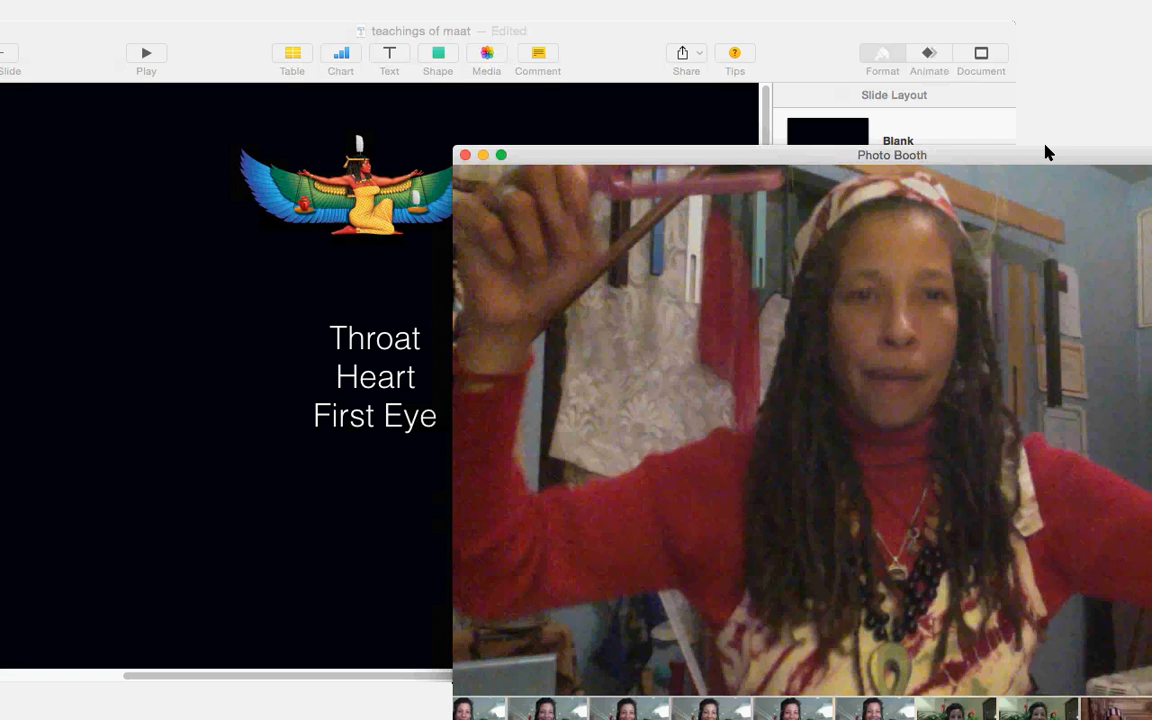 teachings of maat — Edited
Slide
Play
Table
Chart
Text
Shape
Media
Comment
Share
Tips
Format
Animate
Document
Slide Layout
Blank
Photo Booth
Throat
Heart
First Eye